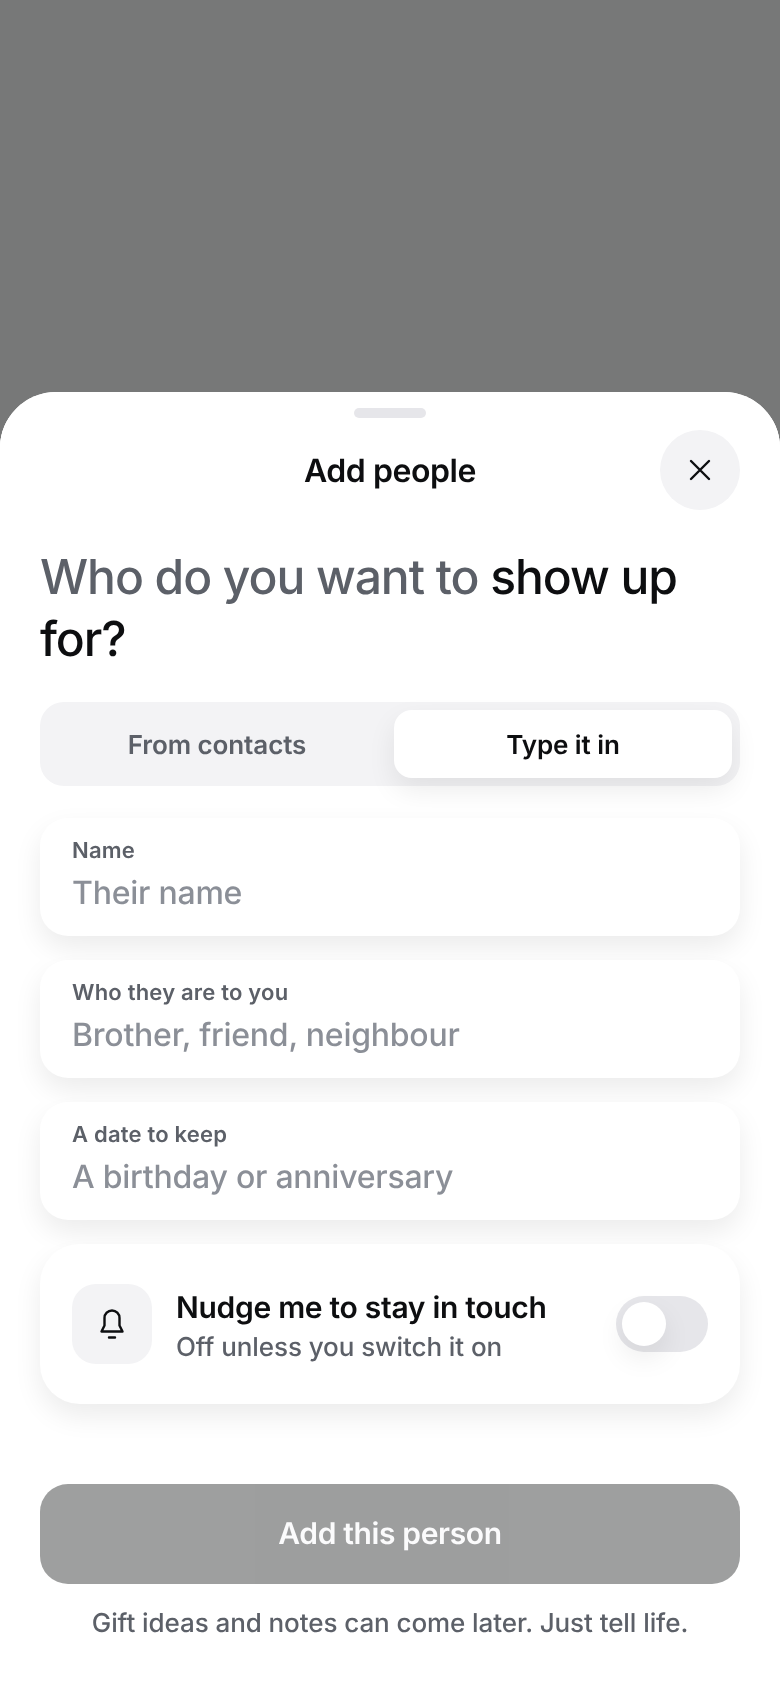 Add people
Who do you want to show up
for?
From contacts
Type it in
Name
Their name
Who they are to you
Brother, friend, neighbour
A date to keep
A birthday or anniversary
Nudge me to stay in touch
Off unless you switch it on
Add this person
Gift ideas and notes can come later. Just tell life.